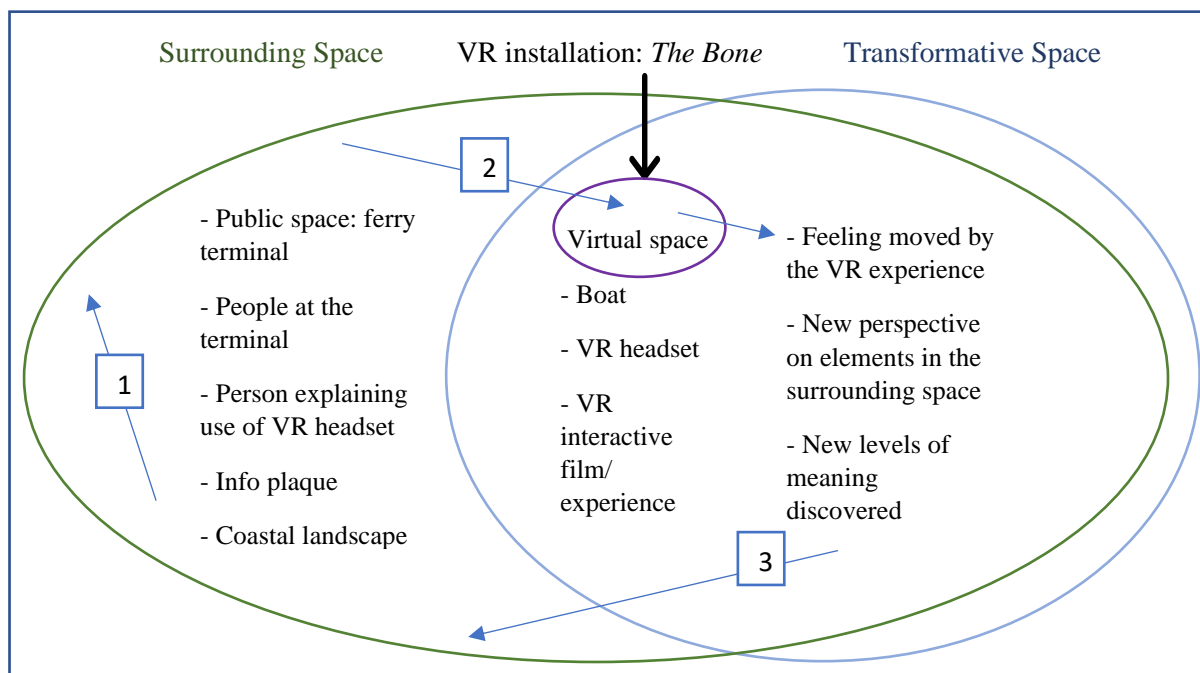 Surrounding Space
VR installation: The Bone
Transformative Space
2
1
- Public space: ferry
terminal
- People at the
terminal
- Person explaining
use of VR headset
- Info plaque
- Coastal landscape
Virtual space
- Boat
- VR headset
- VR
interactive
film/
experience
- Feeling moved by
the VR experience
- New perspective
on elements in the
surrounding space
- New levels of
meaning
discovered
3